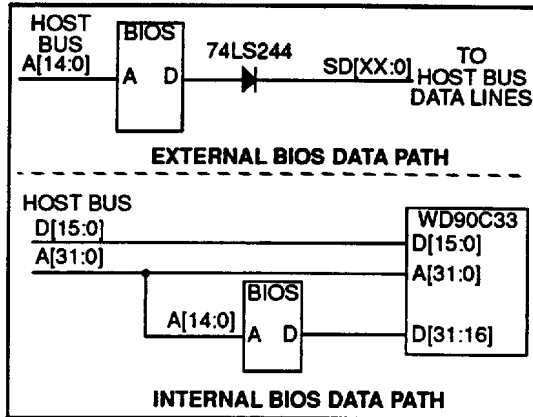 HOST
BUS
A[14:0]
BIOS
A D
74LS244
SD[XX:0]
TO
HOST BUS
DATA LINES
EXTERNAL BIOS DATA PATH
HOST BUS
D[15:0]
A[31:0]
WD90C33
D[15:0]
A[31:0]
BIOS
A[14:0]
A D
D[31:16]
INTERNAL BIOS DATA PATH